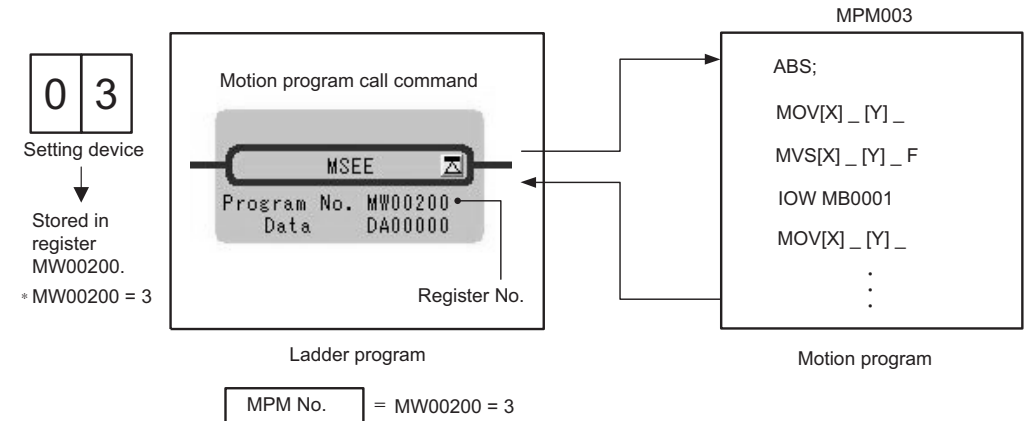 0 3
Setting device
Stored in
register
MW00200.
* MW00200 = 3
Motion program call command
MSEE
Program No. MW00200
Data DA00000
Register No.
Ladder program
MPM No. = MW00200 = 3
MPM003
ABS;
MOV[X] _ [Y] _
MVS[X] _ [Y] _ F
IOW MB0001
MOV[X] _ [Y] _
·
·
·
Motion program